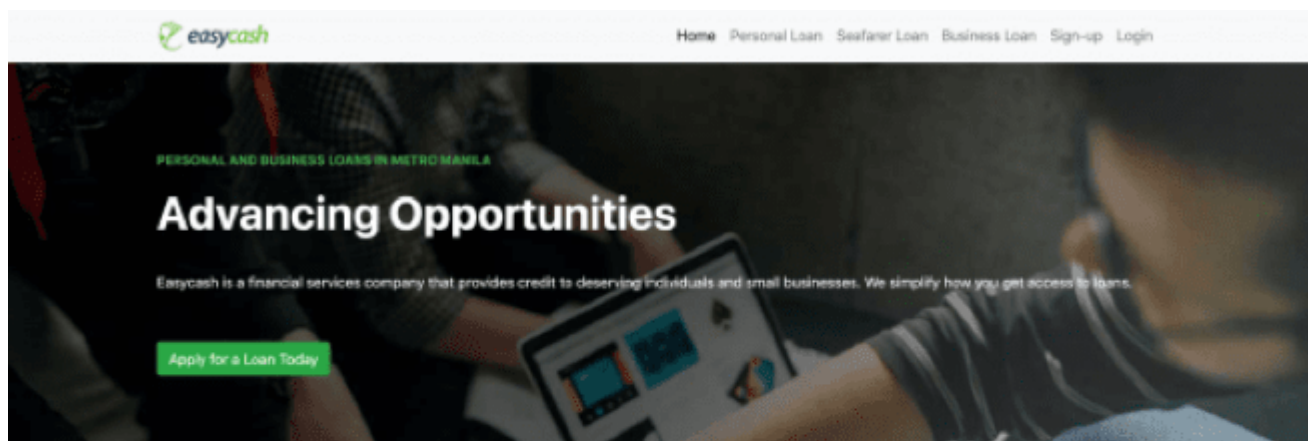 easycash
Home Personal Loan Seafarer Loan Business Loan Sign-up Login
PERSONAL AND BUSINESS LOANS IN METRO MANILA
Advancing Opportunities
Easycash is a financial services company that provides credit to deserving individuals and small businesses. We simplify how you get access to loans.
Apply for a Loan Today